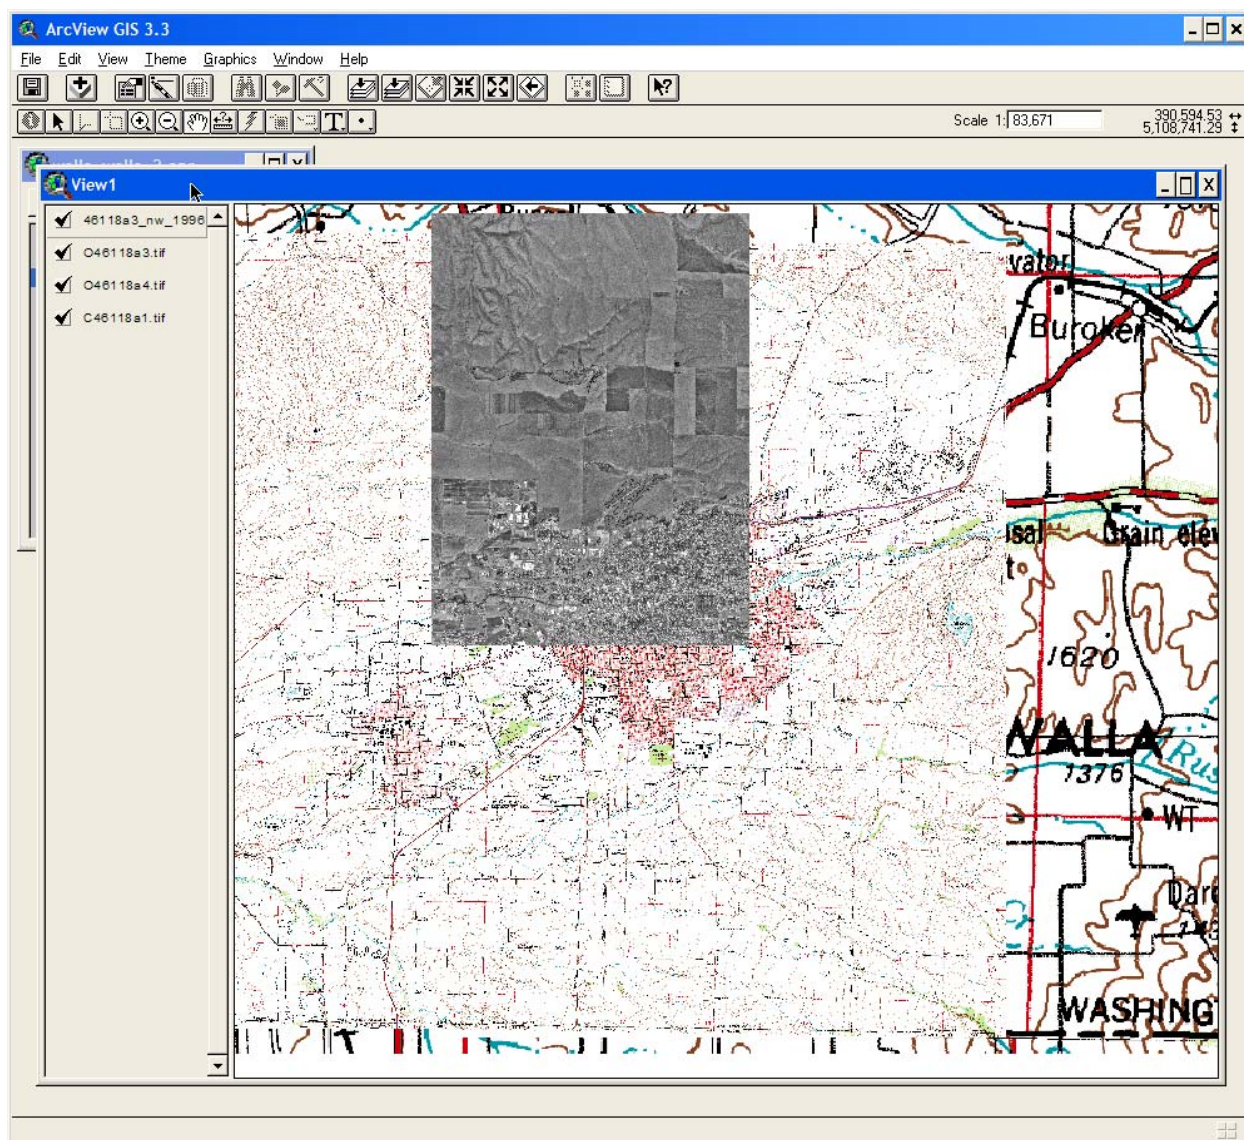 ArcView GIS 3.3
File Edit View Theme Graphics Window Help
Scale 1: 83,671
390,594.53
5,108,741.29
View1
46118a3_nw_1996
O46118a3.tif
O46118a4.tif
C46118a1.tif
vator
Buroker
Grain elev
1620
WALLA
1376
Rus
WT
WASHING